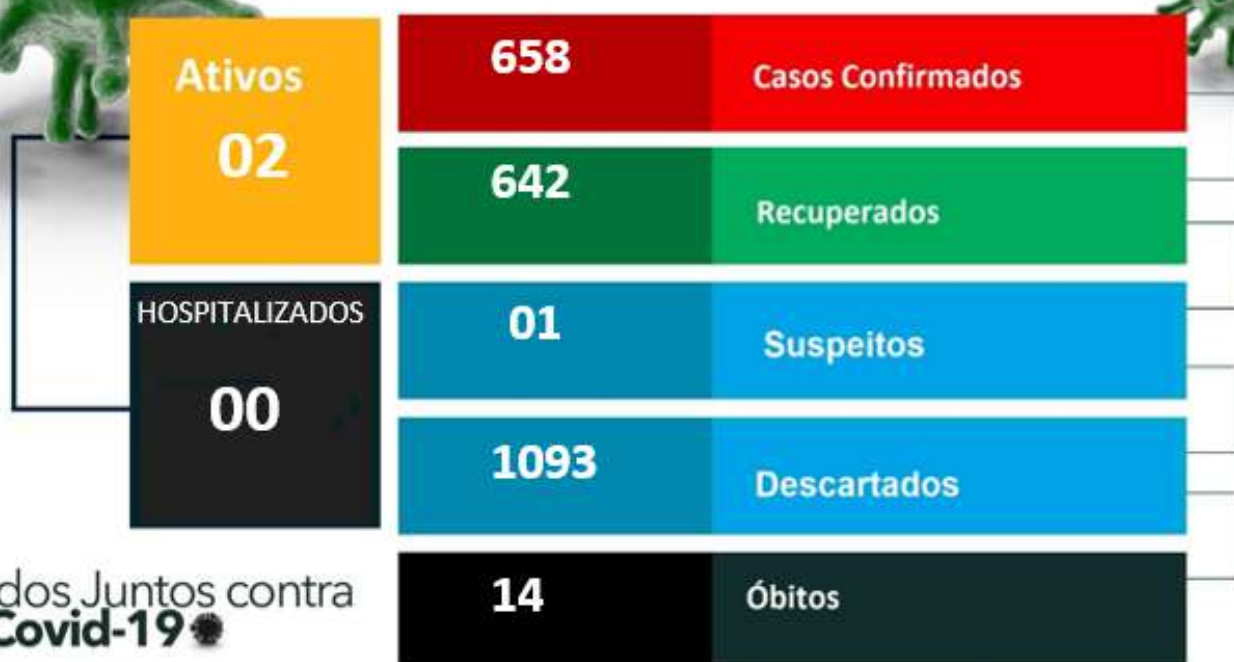 Ativos
02
HOSPITALIZADOS
00
658 Casos Confirmados
642 Recuperados
01 Suspeitos
1093 Descartados
14 Óbitos
dos Juntos contra
Covid-19